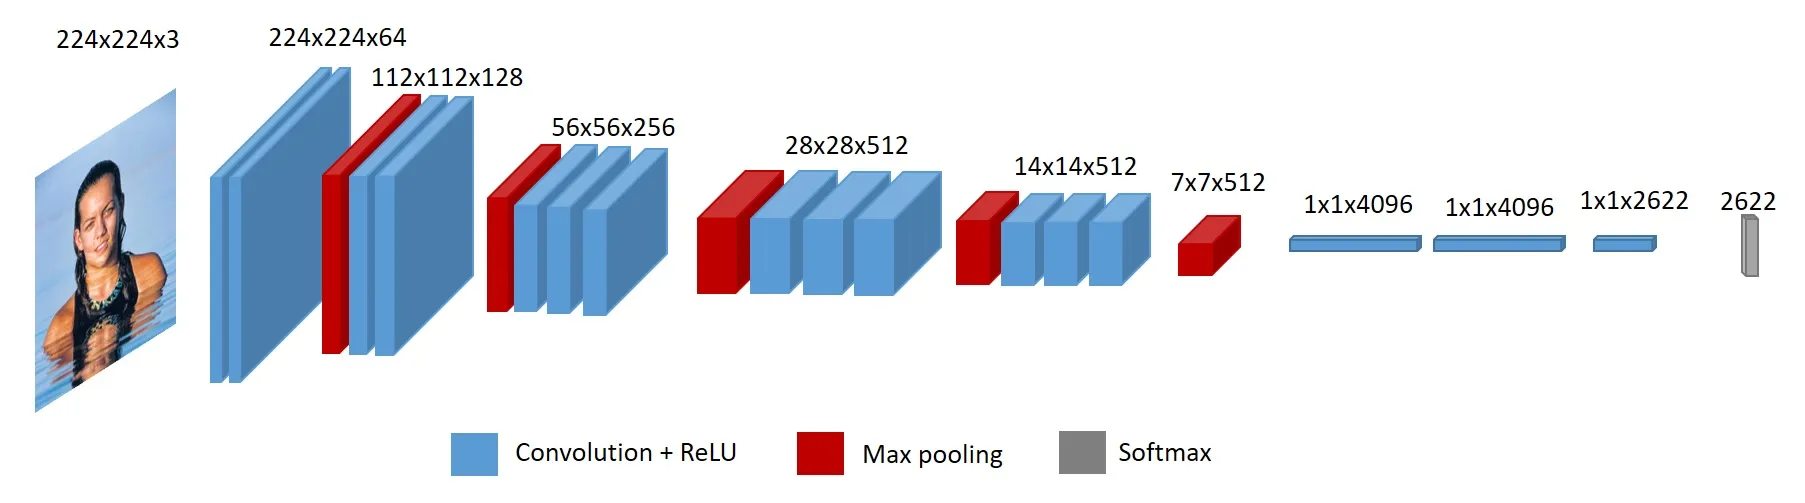 224x224x3
224x224x64
112x112x128
56x56x256
28x28x512
14x14x512
7x7x512
1x1x4096
1x1x4096
1x1x2622
2622
Convolution + ReLU
Max pooling
Softmax